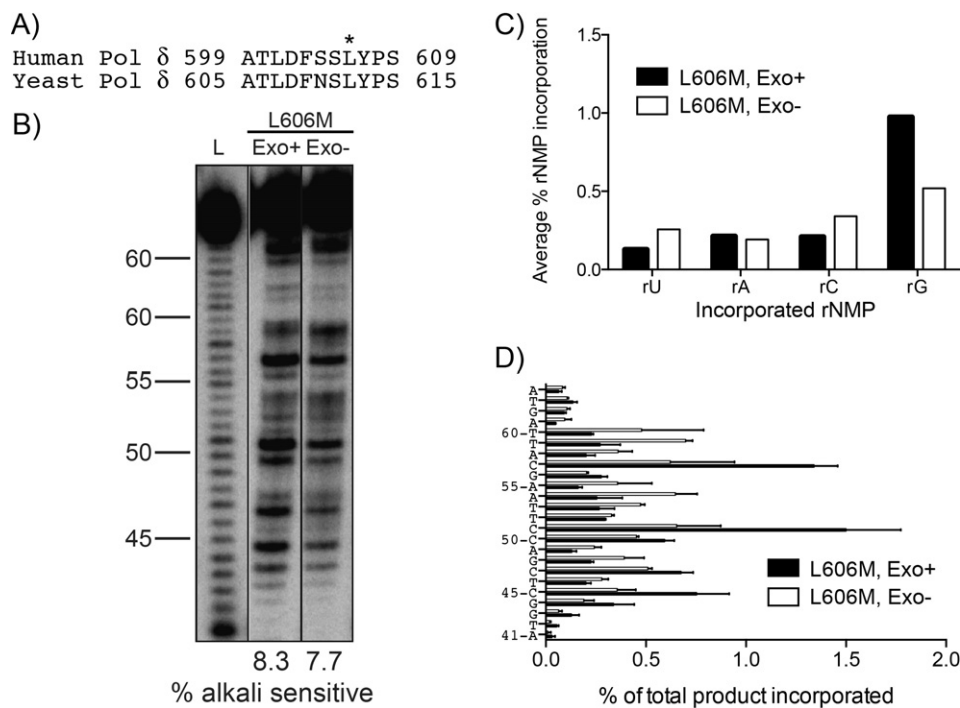 A)
*
Human Pol δ 599 ATLDFSSLYPS 609
Yeast Pol δ 605 ATLDFNSLYPS 615
B)
L606M
L Exo+ Exo-
60
60
55
50
45
8.3 7.7
% alkali sensitive
C)
Average % rNMP incorporation
1.5
1.0
0.5
0.0
L606M, Exo+
L606M, Exo-
rU rA rC rG
Incorporated rNMP
D)
A
T
G
A
60-T
T
A
C
G
55-A
A
T
T
C
50-C
A
G
C
T
45-C
G
G
T
41-A
L606M, Exo+
L606M, Exo-
0.0 0.5 1.0 1.5 2.0
% of total product incorporated